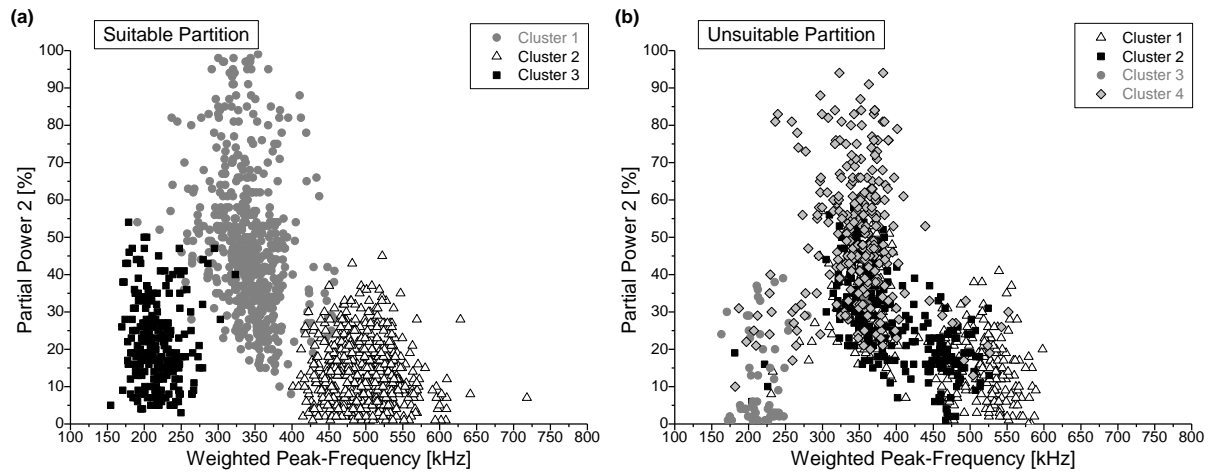 (a)
Suitable Partition
Cluster 1
Cluster 2
Cluster 3
Partial Power 2 [%]
100
90
80
70
60
50
40
30
20
10
0
100 150 200 250 300 350 400 450 500 550 600 650 700 750 800
Weighted Peak-Frequency [kHz]
(b)
Unsuitable Partition
Cluster 1
Cluster 2
Cluster 3
Cluster 4
Partial Power 2 [%]
100
90
80
70
60
50
40
30
20
10
0
100 150 200 250 300 350 400 450 500 550 600 650 700 750 800
Weighted Peak-Frequency [kHz]